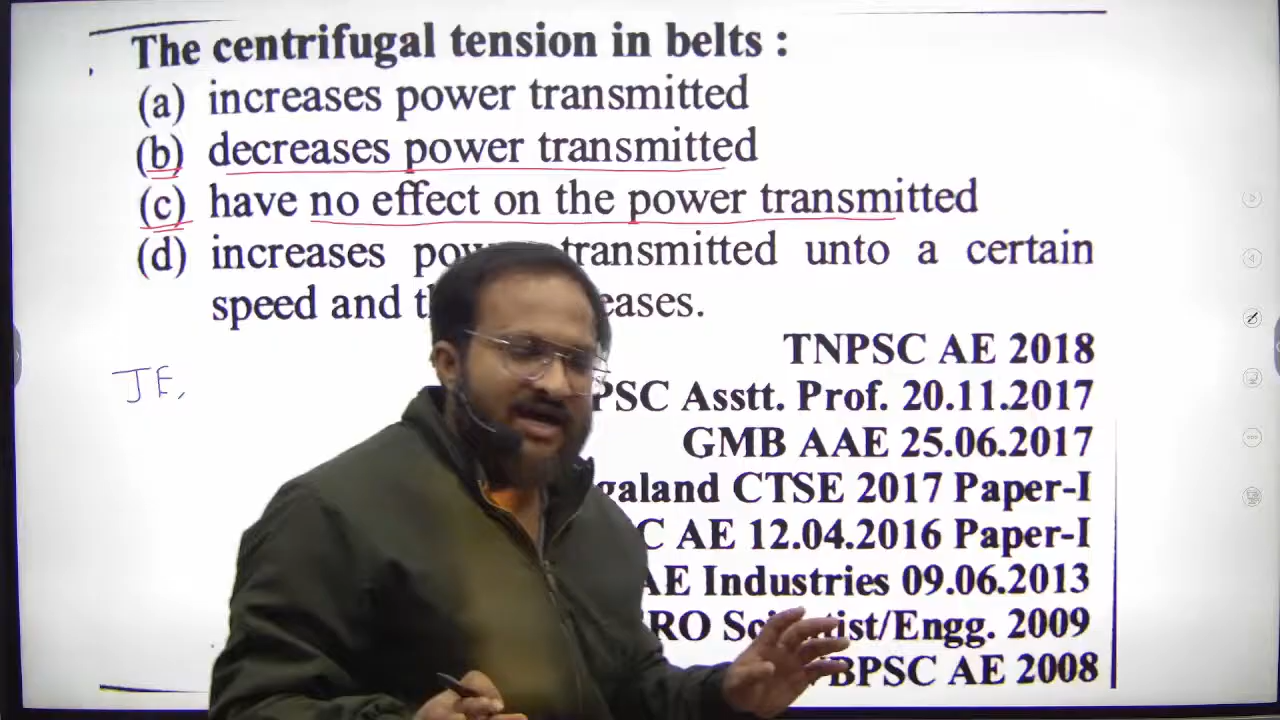 The centrifugal tension in belts :
(a) increases power transmitted
(b) decreases power transmitted
(c) have no effect on the power transmitted
(d) increases transmitted unto a certain
speed and
TNPSC AE 2018
PSC Asstt. Prof. 20.11.2017
GMB AAE 25.06.2017
CTSE 2017 Paper-I
AE 12.04.2016 Paper-I
AE Industries 09.06.2013
2009
BPSC AE 2008
JE,